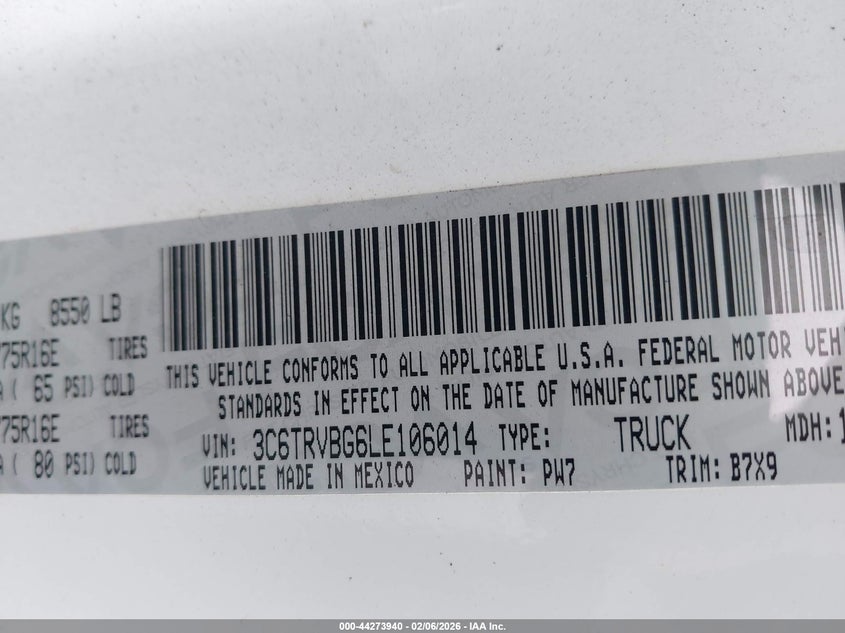 KG 8550 LB
75R16E TIRES
( 65 PSI) COLD
75R16E TIRES
( 80 PSI) COLD
THIS VEHICLE CONFORMS TO ALL APPLICABLE U.S.A. FEDERAL MOTOR VEH
STANDARDS IN EFFECT ON THE DATE OF MANUFACTURE SHOWN ABOVE
VIN: 3C6TRVBG6LE106014 TYPE: TRUCK MDH:1
VEHICLE MADE IN MEXICO PAINT: PW7 TRIM: B7X9
000-44273940 - 02/06/2026 - IAA Inc.